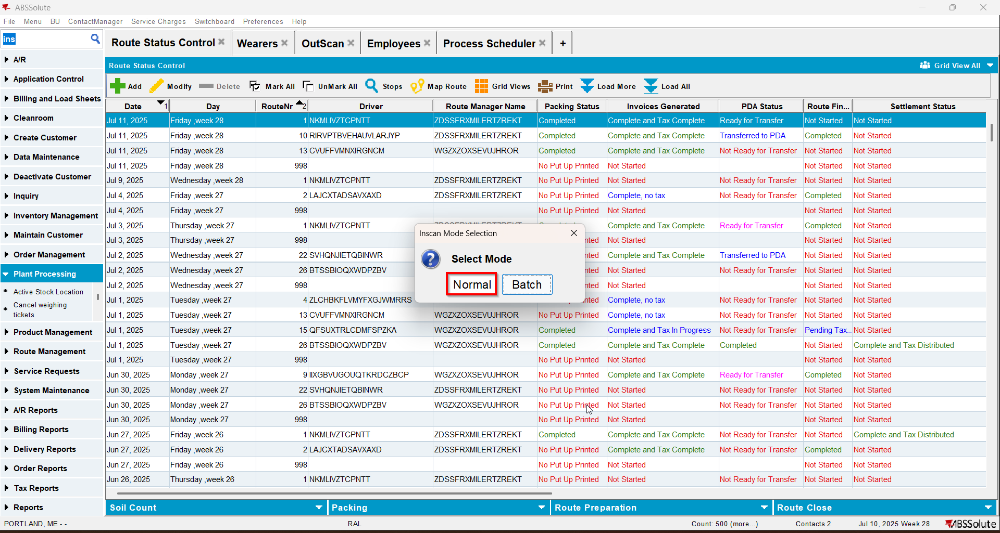 ABSSolute
File Menu BU ContactManager Service Charges Switchboard Preferences Help
ins
Route Status Control Wearers OutScan Employees Process Scheduler +
Route Status Control Grid View All
Add Modify Delete Mark All UnMark All Stops Map Route Grid Views Print Load More Load All
A/R
Application Control
Billing and Load Sheets
Cleanroom
Create Customer
Data Maintenance
Deactivate Customer
Inquiry
Inventory Management
Maintain Customer
Order Management
Plant Processing
Active Stock Location
Cancel weighing
tickets
Product Management
Route Management
Service Requests
System Maintenance
A/R Reports
Billing Reports
Delivery Reports
Order Reports
Tax Reports
Reports
Date 1 Day RouteNr 2 Driver Route Manager Name Packing Status Invoices Generated PDA Status Route Fin... Settlement Status
Jul 11, 2025 Friday ,week 28 1 NKMLIVZTCPNTT ZDSSFRXMILERTZREKT Completed Complete and Tax Complete Ready for Transfer Not Started Not Started
Jul 11, 2025 Friday ,week 28 10 RIRVPTBVEHAUVLARJYP ZDSSFRXMILERTZREKT Completed Complete and Tax Complete Transferred to PDA Completed Not Started
Jul 11, 2025 Friday ,week 28 13 CVUFFVMNXIRGNCM WGZXZOXSEVUJHROR Completed Complete and Tax Complete Not Ready for Transfer Not Started Not Started
Jul 11, 2025 Friday ,week 28 998 No Put Up Printed Not Started Not Started Not Started
Jul 9, 2025 Wednesday ,week 28 1 NKMLIVZTCPNTT ZDSSFRXMILERTZREKT No Put Up Printed Not Started Not Ready for Transfer Not Started Not Started
Jul 4, 2025 Friday ,week 27 2 LAJCXTADSAVXAXD ZDSSFRXMILERTZREKT No Put Up Printed Complete, no tax Not Ready for Transfer Completed Not Started
Jul 4, 2025 Friday ,week 27 998 No Put Up Printed Not Started Not Started Not Started
Jul 3, 2025 Thursday ,week 27 1 NKMLIVZTCPNTT Complete and Tax Complete Ready for Transfer Completed Not Started
Jul 3, 2025 Thursday ,week 27 998 nted Not Started Not Started Not Started
Jul 2, 2025 Wednesday ,week 27 22 SVHQNJIETQBINWR nted Complete and Tax Complete Transferred to PDA Not Started Not Started
Jul 2, 2025 Wednesday ,week 27 26 BTSSBIOQXWDPZBV nted Not Started Not Ready for Transfer Not Started Not Started
Jul 2, 2025 Wednesday ,week 27 998 nted Not Started Not Started Not Started
Jul 1, 2025 Tuesday ,week 27 4 ZLCHBKFLVMYFXGJWMRRS Complete, no tax Not Ready for Transfer Not Started Not Started
Jul 1, 2025 Tuesday ,week 27 13 CVUFFVMNXIRGNCM WGZXZOXSEVUJHROR No Put Up Printed Complete, no tax Not Ready for Transfer Not Started Not Started
Jul 1, 2025 Tuesday ,week 27 15 QFSUXTRLCDMFSPZKA WGZXZOXSEVUJHROR Completed Complete and Tax In Progress Not Ready for Transfer Pending Tax... Not Started
Jul 1, 2025 Tuesday ,week 27 26 BTSSBIOQXWDPZBV WGZXZOXSEVUJHROR Completed Complete and Tax Complete Completed Not Started Complete and Tax Distributed
Jul 1, 2025 Tuesday ,week 27 998 No Put Up Printed Not Started Not Started Not Started
Jun 30, 2025 Monday ,week 27 9 IIXGBVUGOUQTKRDCZBCP WGZXZOXSEVUJHROR No Put Up Printed Complete and Tax Complete Ready for Transfer Completed Not Started
Jun 30, 2025 Monday ,week 27 22 SVHQNJIETQBINWR ZDSSFRXMILERTZREKT No Put Up Printed Not Started Not Ready for Transfer Not Started Not Started
Jun 30, 2025 Monday ,week 27 26 BTSSBIOQXWDPZBV WGZXZOXSEVUJHROR No Put Up Printed Not Started Not Ready for Transfer Not Started Not Started
Jun 30, 2025 Monday ,week 27 998 No Put Up Printed Not Started Not Started Not Started
Jun 27, 2025 Friday ,week 26 1 NKMLIVZTCPNTT ZDSSFRXMILERTZREKT Completed Complete and Tax Complete Not Ready for Transfer Not Started Complete and Tax Distributed
Jun 27, 2025 Friday ,week 26 2 LAJCXTADSAVXAXD ZDSSFRXMILERTZREKT No Put Up Printed Complete and Tax Complete Not Ready for Transfer Completed Not Started
Jun 27, 2025 Friday ,week 26 998 No Put Up Printed Not Started Not Started Not Started
Jun 26, 2025 Thursday ,week 26 1 NKMLIVZTCPNTT ZDSSFRXMILERTZREKT No Put Up Printed Not Started Not Ready for Transfer Not Started Not Started
Inscan Mode Selection
Select Mode
Normal Batch
Soil Count Packing Route Preparation Route Close
PORTLAND, ME - - RAL Count: 500 (more...) Contacts 2 Jul 10, 2025 Week 28 ABSSolute